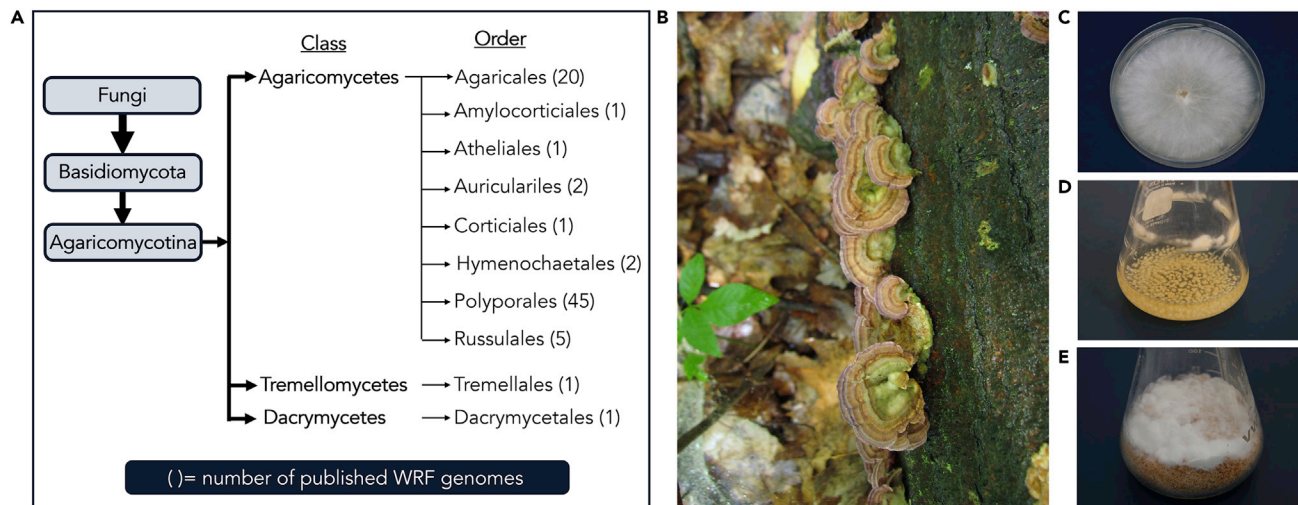 A
Class
Order
Fungi
Basidiomycota
Agaricomycotina
Agaricomycetes
Agaricales (20)
Amylocorticiales (1)
Atheliales (1)
Auriculariles (2)
Corticiales (1)
Hymenochaetales (2)
Polyporales (45)
Russulales (5)
Tremellomycetes
Tremellales (1)
Dacrymycetes
Dacrymycetales (1)
( )= number of published WRF genomes
B
C
D
E